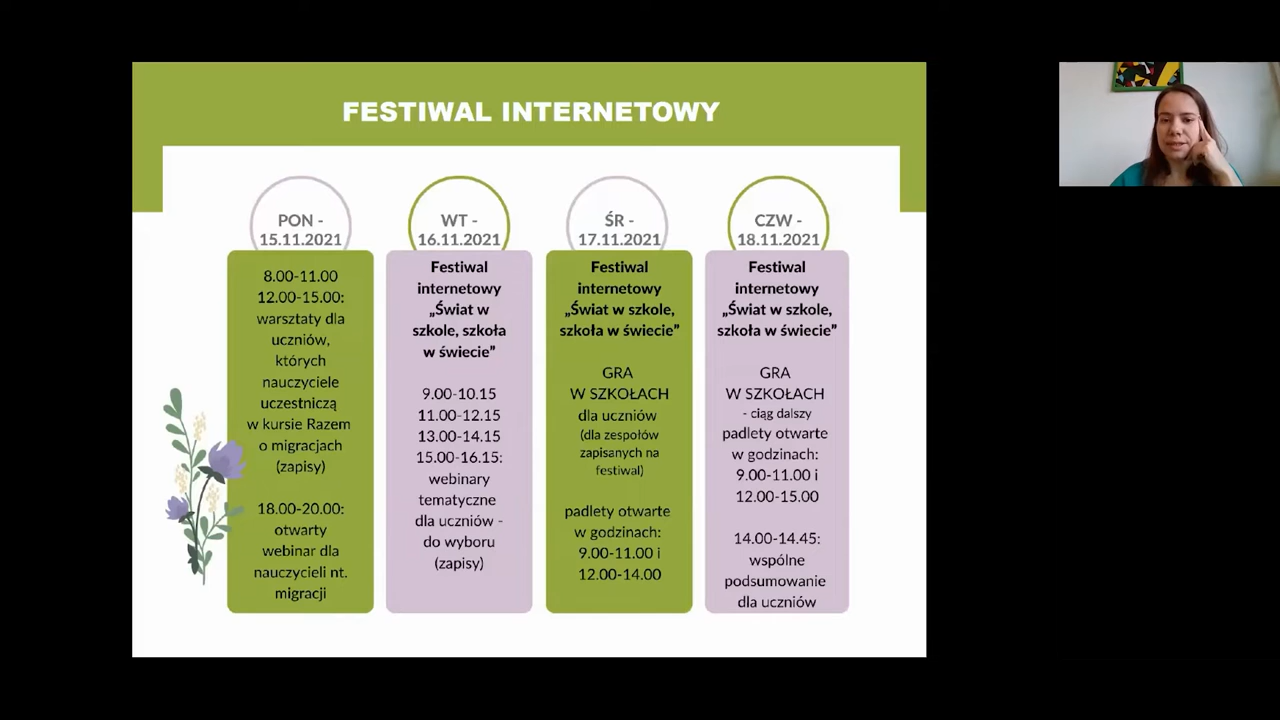 FESTIWAL INTERNETOWY
PON -
15.11.2021
8.00-11.00
12.00-15.00:
warsztaty dla
uczniów,
których
nauczyciele
uczestniczą
w kursie Razem
o migracjach
(zapisy)
18.00-20.00:
otwarty
webinar dla
nauczycieli nt.
migracji
WT -
16.11.2021
Festiwal
internetowy
„Świat w
szkole, szkoła
w świecie”
9.00-10.15
11.00-12.15
13.00-14.15
15.00-16.15:
webinary
tematyczne
dla uczniów -
do wyboru
(zapisy)
ŚR -
17.11.2021
Festiwal
internetowy
„Świat w szkole,
szkoła w świecie”
GRA
W SZKOŁACH
dla uczniów
(dla zespołów
zapisanych na
festiwal)
padlety otwarte
w godzinach:
9.00-11.00 i
12.00-14.00
CZW -
18.11.2021
Festiwal
internetowy
„Świat w szkole,
szkoła w świecie”
GRA
W SZKOŁACH
- ciąg dalszy
padlety otwarte
w godzinach:
9.00-11.00 i
12.00-15.00
14.00-14.45:
wspólne
podsumowanie
dla uczniów